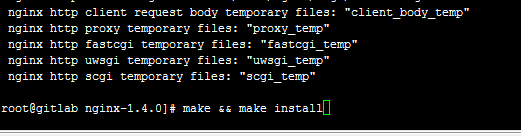 nginx http client request body temporary files: "client_body_temp"
nginx http proxy temporary files: "proxy_temp"
nginx http fastcgi temporary files: "fastcgi_temp"
nginx http uwsgi temporary files: "uwsgi_temp"
nginx http scgi temporary files: "scgi_temp"
root@gitlab nginx-1.4.0]# make && make install